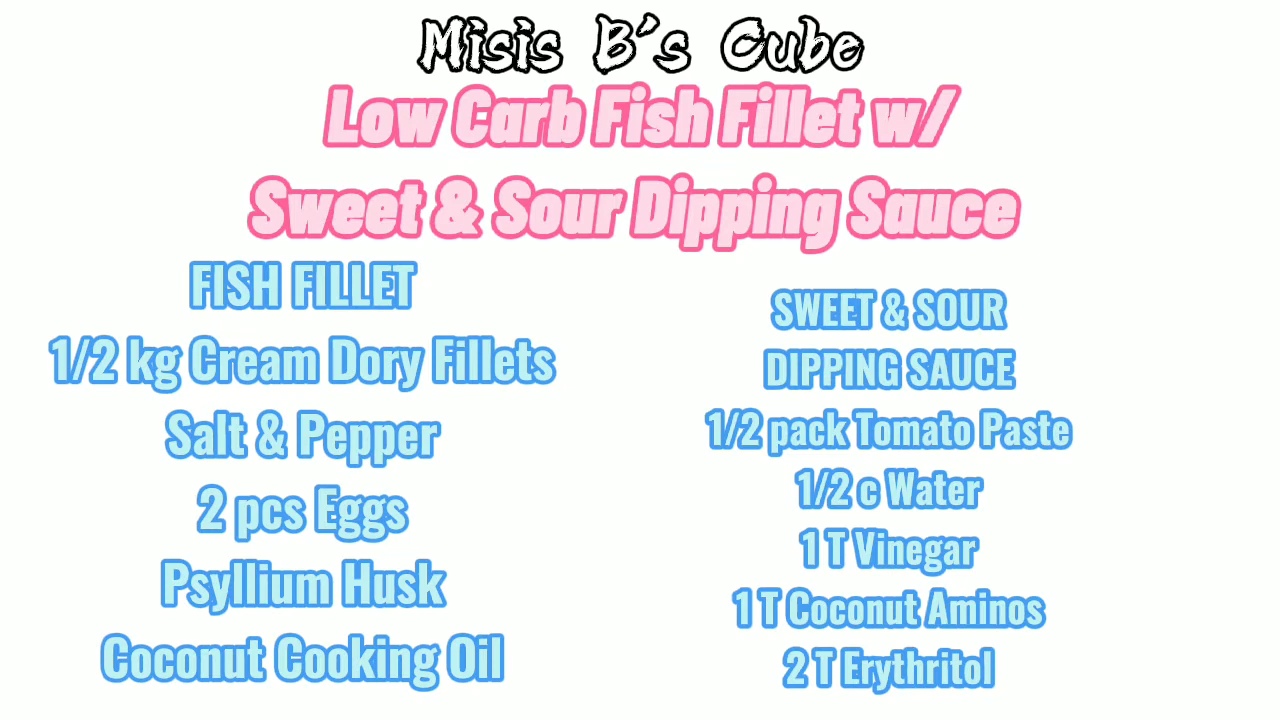 Misis B's Cube
Low Carb Fish Fillet w/
Sweet & Sour Dipping Sauce
FISH FILLET
1/2 kg Cream Dory Fillets
Salt & Pepper
2 pcs Eggs
Psyllium Husk
Coconut Cooking Oil
SWEET & SOUR
DIPPING SAUCE
1/2 pack Tomato Paste
1/2 c Water
1 T Vinegar
1 T Coconut Aminos
2 T Erythritol